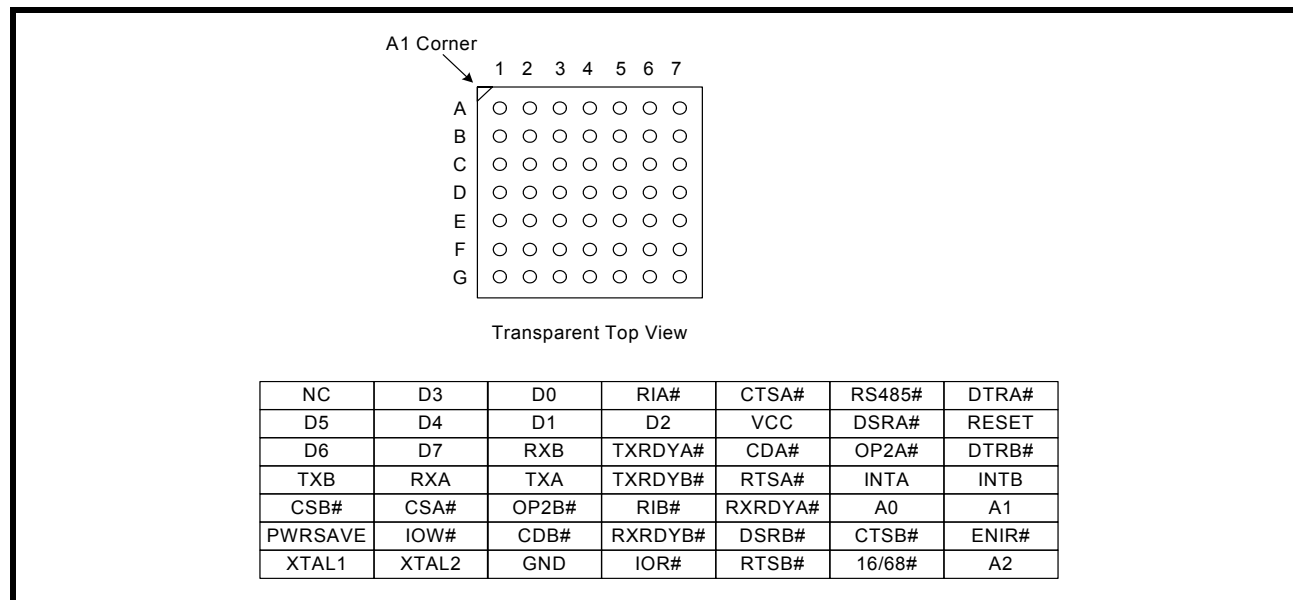 A1 Corner
1 2 3 4 5 6 7
A
B
C
D
E
F
G
Transparent Top View
NC D3 D0 RIA# CTSA# RS485# DTRA#
D5 D4 D1 D2 VCC DSRA# RESET
D6 D7 RXB TXRDYA# CDA# OP2A# DTRB#
TXB RXA TXA TXRDYB# RTSA# INTA INTB
CSB# CSA# OP2B# RIB# RXRDYA# A0 A1
PWRSAVE IOW# CDB# RXRDYB# DSRB# CTSB# ENIR#
XTAL1 XTAL2 GND IOR# RTSB# 16/68# A2